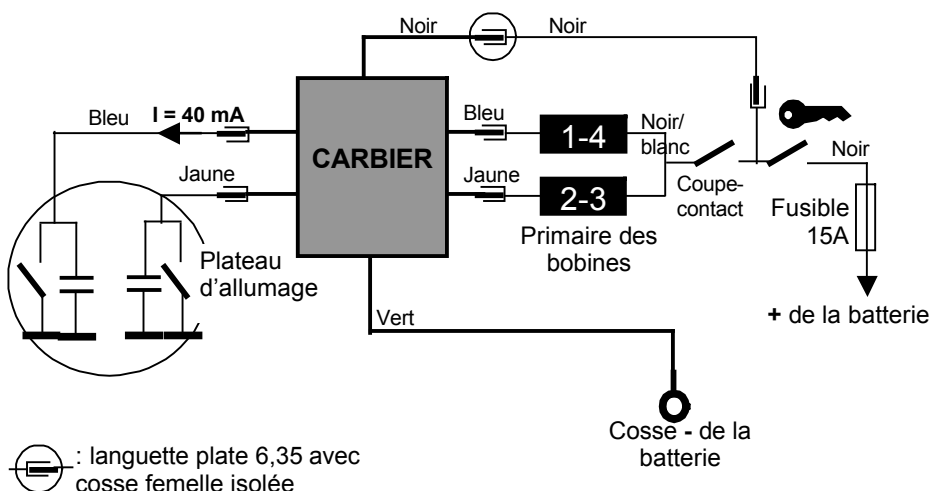 Noir
Noir
Bleu
I = 40 mA
Bleu
Noir/
blanc
1-4
CARBIER
Noir
Jaune
Jaune
Coupe-
contact
2-3
Fusible
15A
Primaire des
bobines
Plateau
d'allumage
+ de la batterie
Vert
Cosse - de la
batterie
: languette plate 6,35 avec
cosse femelle isolée